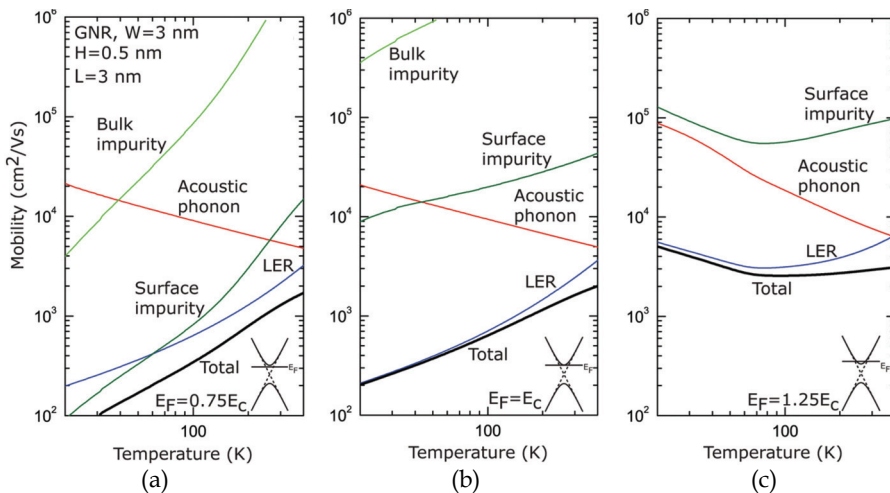 Mobility (cm²/Vs)
10⁶
10⁵
10⁴
10³
10²
GNR, W=3 nm
H=0.5 nm
L=3 nm
Bulk
impurity
Acoustic
phonon
LER
Surface
impurity
Total
E_F
E_F=0.75E_C
100
Temperature (K)
(a)
10⁶
10⁵
10⁴
10³
10²
Bulk
impurity
Surface
impurity
Acoustic
phonon
LER
Total
E_F
E_F=E_C
100
Temperature (K)
(b)
10⁶
10⁵
10⁴
10³
10²
Surface
impurity
Acoustic
phonon
LER
Total
E_F
E_F=1.25E_C
100
Temperature (K)
(c)